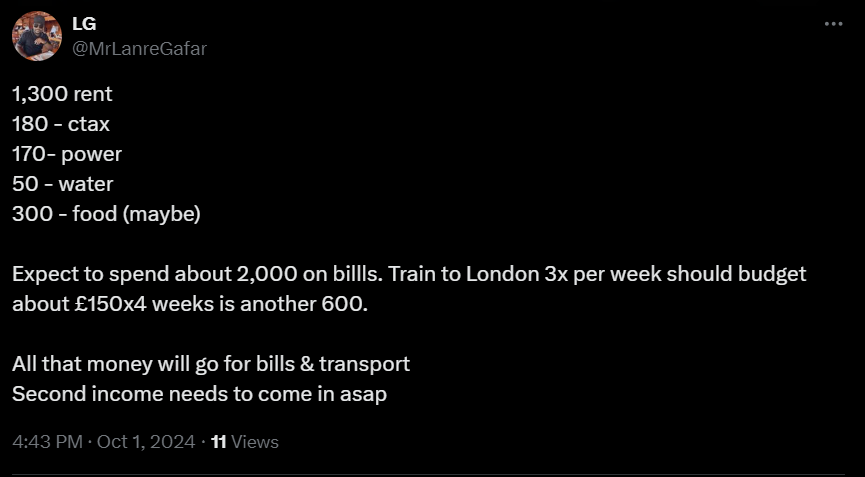 LG
@MrLanreGafar
1,300 rent
180 - ctax
170- power
50 - water
300 - food (maybe)
Expect to spend about 2,000 on billls. Train to London 3x per week should budget
about £150x4 weeks is another 600.
All that money will go for bills & transport
Second income needs to come in asap
4:43 PM · Oct 1, 2024 · 11 Views